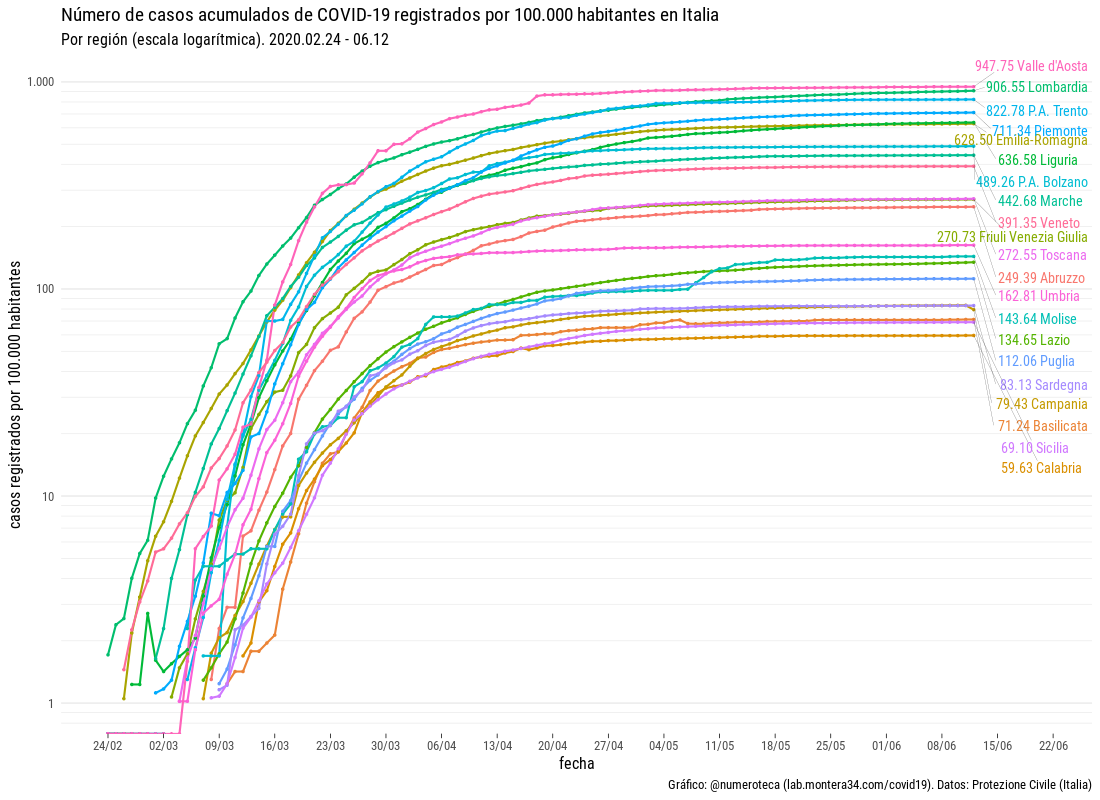 Número de casos acumulados de COVID-19 registrados por 100.000 habitantes en Italia
Por región (escala logarítmica). 2020.02.24 - 06.12
947.75 Valle d'Aosta
1.000
906.55 Lombardia
822.78 P.A. Trento
711.34 Piemonte
628.50 Emilia-Romagna
636.58 Liguria
489.26 P.A. Bolzano
442.68 Marche
391.35 Veneto
270.73 Friuli Venezia Giulia
272.55 Toscana
249.39 Abruzzo
100
162.81 Umbria
143.64 Molise
134.65 Lazio
112.06 Puglia
83.13 Sardegna
79.43 Campania
71.24 Basilicata
69.10 Sicilia
59.63 Calabria
10
1
casos registrados por 100.000 habitantes
24/02 02/03 09/03 16/03 23/03 30/03 06/04 13/04 20/04 27/04 04/05 11/05 18/05 25/05 01/06 08/06 15/06 22/06
fecha
Gráfico: @numeroteca (lab.montera34.com/covid19). Datos: Protezione Civile (Italia)